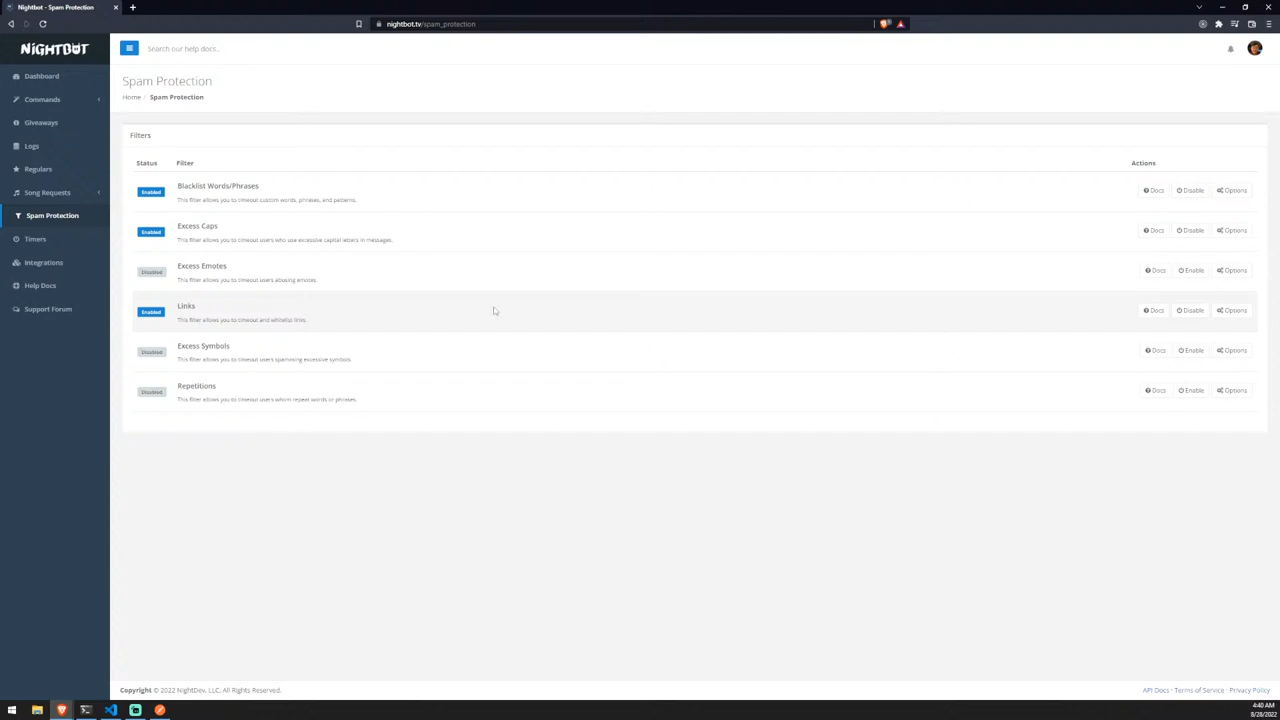 Nightbot - Spam Protection
nightbot.tv/spam_protection
NIGHTBOT
Search our help docs..
Dashboard
Commands
Giveaways
Logs
Regulars
Song Requests
Spam Protection
Timers
Integrations
Help Docs
Support Forum
Spam Protection
Home / Spam Protection
Filters
Status Filter Actions
Enabled Blacklist Words/Phrases Docs Disable Options
This filter allows you to timeout custom words, phrases, and patterns.
Enabled Excess Caps Docs Disable Options
This filter allows you to timeout users who use excessive capital letters in messages.
Disabled Excess Emotes Docs Enable Options
This filter allows you to timeout users abusing emotes.
Enabled Links Docs Disable Options
This filter allows you to timeout and whitelist links.
Disabled Excess Symbols Docs Enable Options
This filter allows you to timeout users spamming excessive symbols
Disabled Repetitions Docs Enable Options
This filter allows you to timeout users whom repeat words or phrases.
Copyright © 2022 NightDev, LLC. All Rights Reserved.
API Docs · Terms of Service · Privacy Policy
4:40 AM
8/28/2022